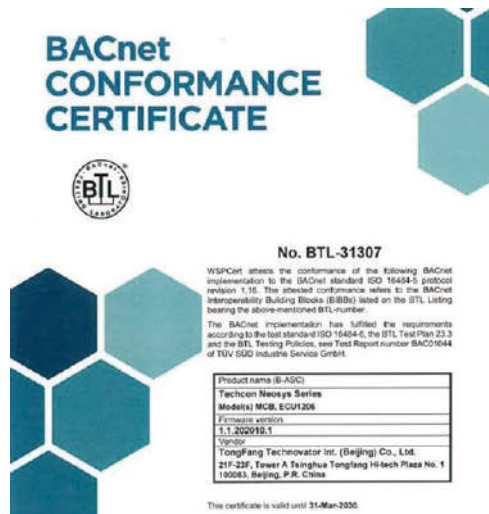 BACnet
CONFORMANCE
CERTIFICATE
BACnet TESTING LABORATORIES
BTL
®
No. BTL-31307
WSPCert attests the conformance of the following BACnet
implementation to the BACnet standard ISO 16484-5 protocol
revision 1.16. The attested conformance refers to the BACnet
Interoperability Building Blocks (BIBBs) listed on the BTL Listing
bearing the above-mentioned BTL-number.
The BACnet implementation has fulfilled the requirements
according to the test standard ISO 16484-6, the BTL Test Plan 23.3
and the BTL Testing Policies, see Test Report number BAC01044
of TÜV SÜD Industrie Service GmbH.
Product name (B-ASC)
Techcon Neosys Series
Model(s) MCB, ECU1206
Firmware version
1.1.202010.1
Vendor
TongFang Technovator Int. (Beijing) Co., Ltd.
21F-23F, Tower A Tsinghua Tongfang Hi-tech Plaza No. 1
100083, Beijing, P.R. China
This certificate is valid until 31-Mar-2030.